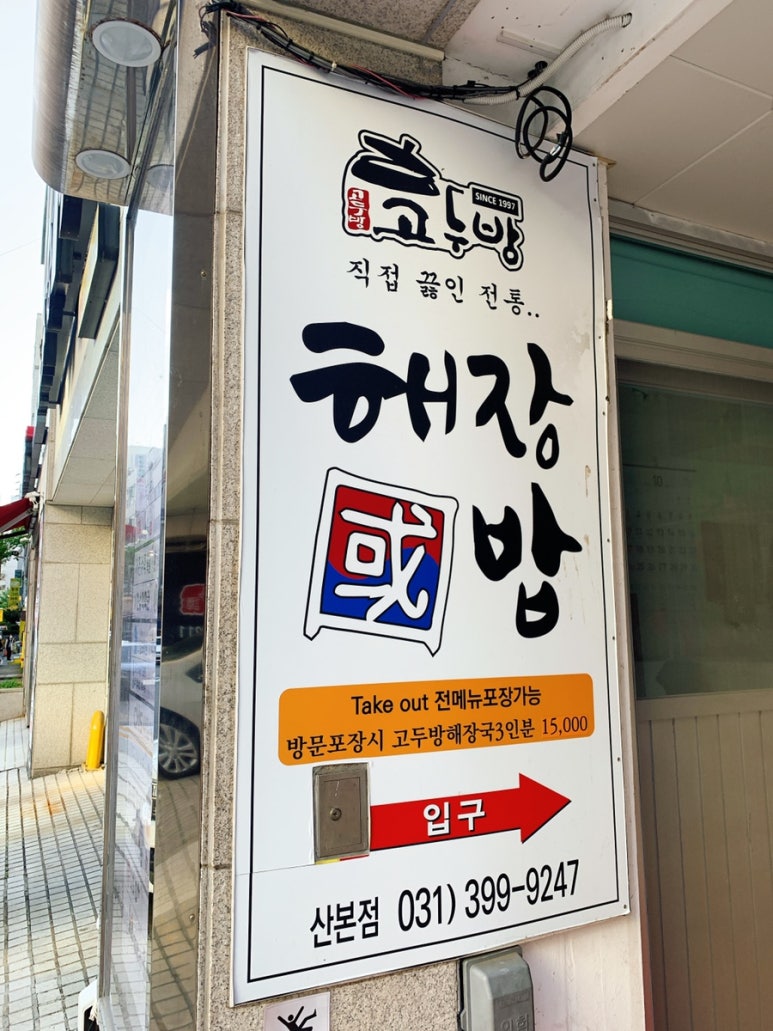 SINCE 1997
고두방
고두방
직접 끓인 전통..
해장
國밥
Take out 전메뉴포장가능
방문포장시 고두방해장국3인분 15,000
입구
산본점 031) 399-9247